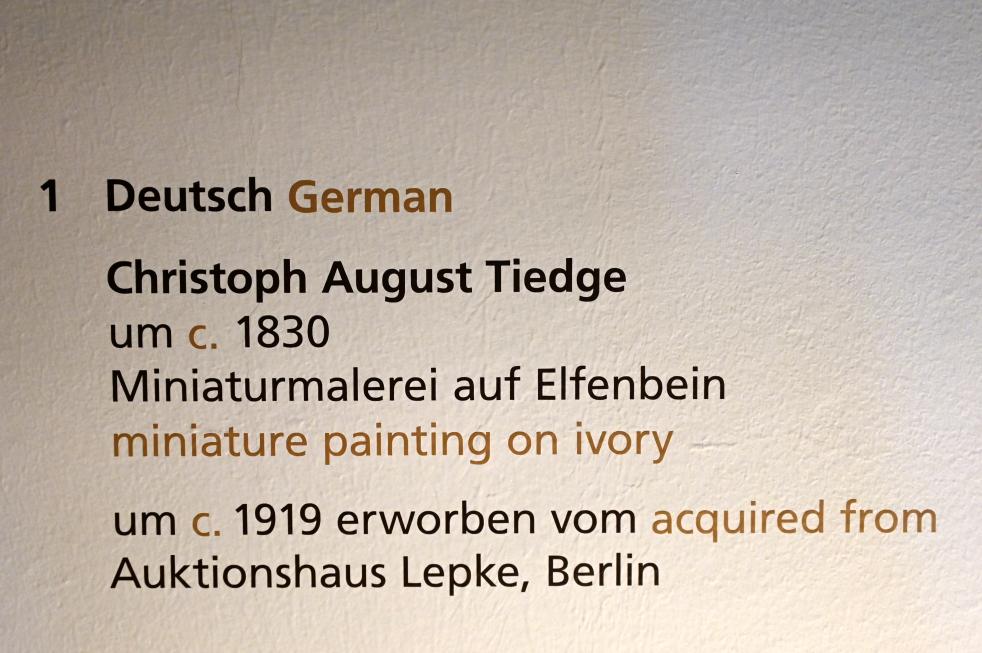 1 Deutsch German
Christoph August Tiedge
um c. 1830
Miniaturmalerei auf Elfenbein
miniature painting on ivory
um c. 1919 erworben vom acquired from
Auktionshaus Lepke, Berlin